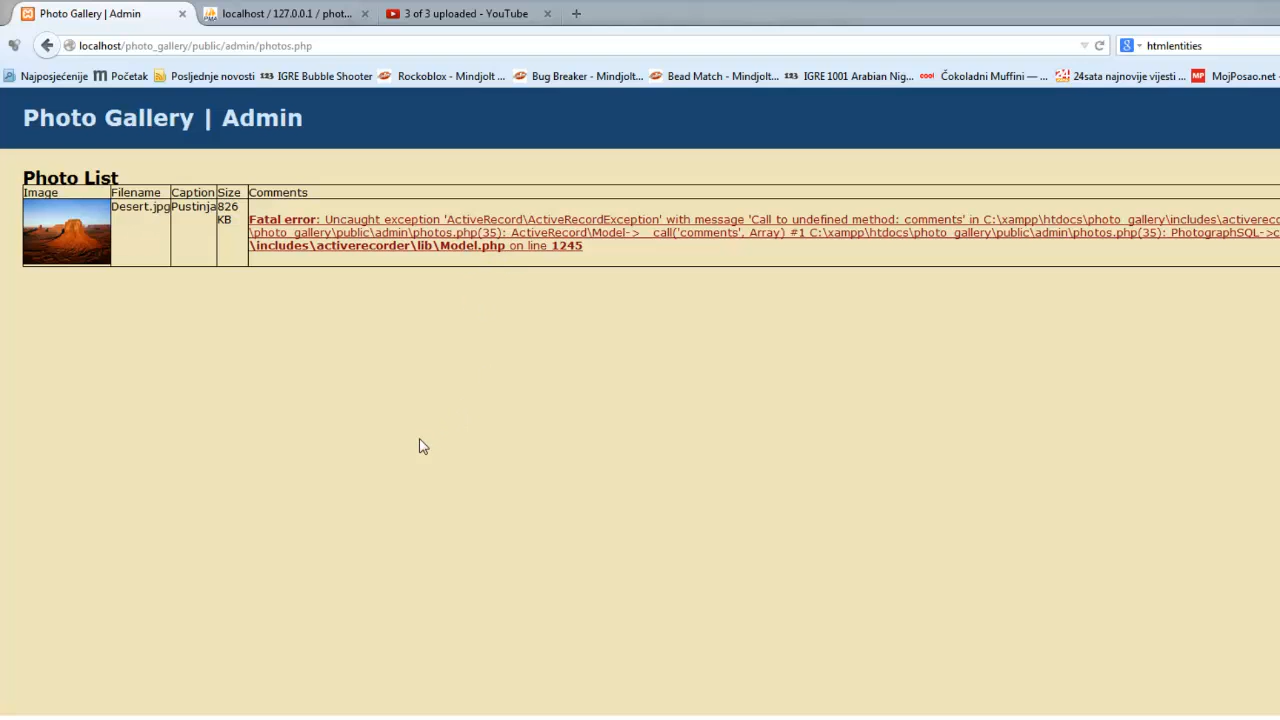 Photo Gallery | Admin
localhost / 127.0.0.1 / phot...
3 of 3 uploaded - YouTube
localhost/photo_gallery/public/admin/photos.php
htmlentities
Najposjećenije
Početak
Posljednje novosti
123 IGRE Bubble Shooter
Rockoblox - Mindjolt ...
Bug Breaker - Mindjolt...
Bead Match - Mindjolt...
123 IGRE 1001 Arabian Nig...
cool Čokoladni Muffini — ...
24sata najnovije vijesti ...
MP MojPosao.net
Photo Gallery | Admin
Photo List
Image Filename Caption Size Comments
Desert.jpg Pustinja 826 KB
Fatal error: Uncaught exception 'ActiveRecord\ActiveRecordException' with message 'Call to undefined method: comments' in C:\xampp\htdocs\photo_gallery\includes\activereco
\photo_gallery\public\admin\photos.php(35): ActiveRecord\Model->__call('comments', Array) #1 C:\xampp\htdocs\photo_gallery\public\admin\photos.php(35): PhotographSQL->c
\includes\activerecorder\lib\Model.php on line 1245